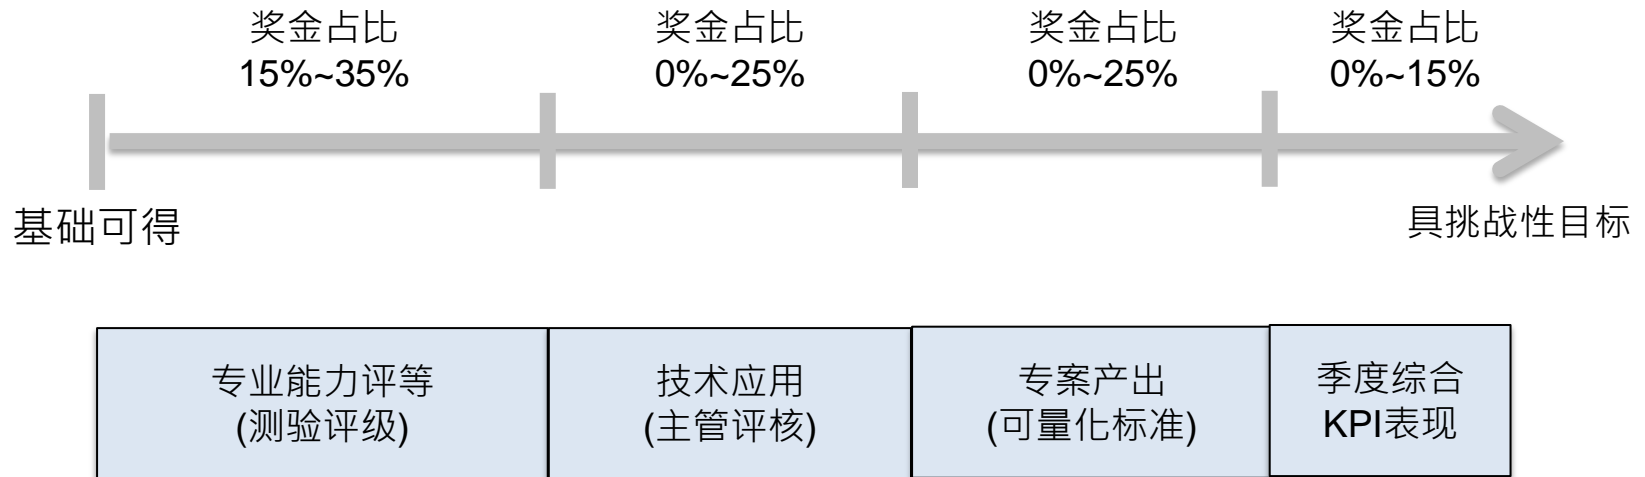 奖金占比
15%~35%
奖金占比
0%~25%
奖金占比
0%~25%
奖金占比
0%~15%
基础可得
具挑战性目标
专业能力评等
(测验评级)
技术应用
(主管评核)
专案产出
(可量化标准)
季度综合
KPI表现